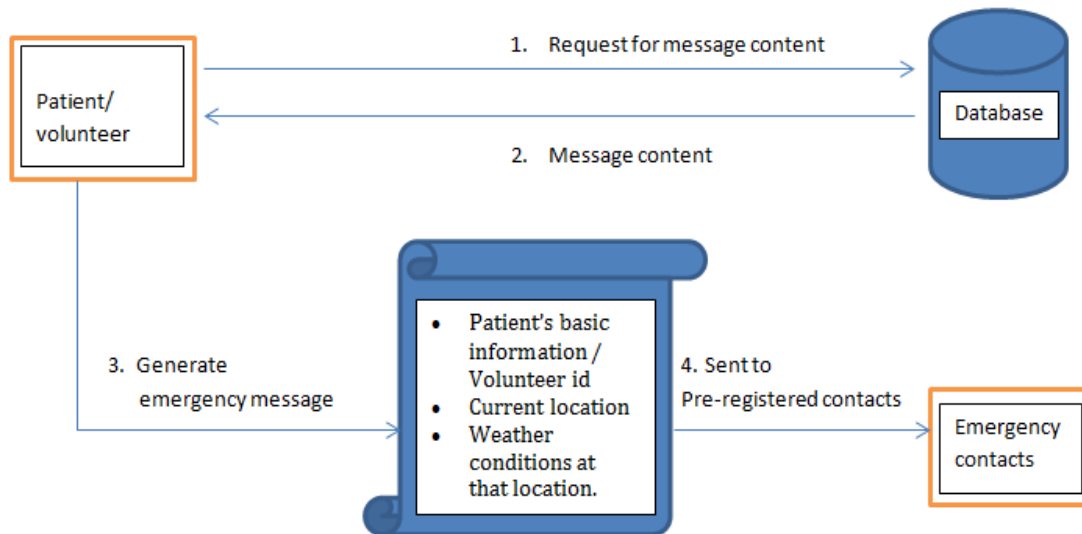 1. Request for message content
Patient/
volunteer
Database
2. Message content
• Patient's basic
information /
Volunteer id
• Current location
• Weather
conditions at
that location.
3. Generate
emergency message
4. Sent to
Pre-registered contacts
Emergency
contacts